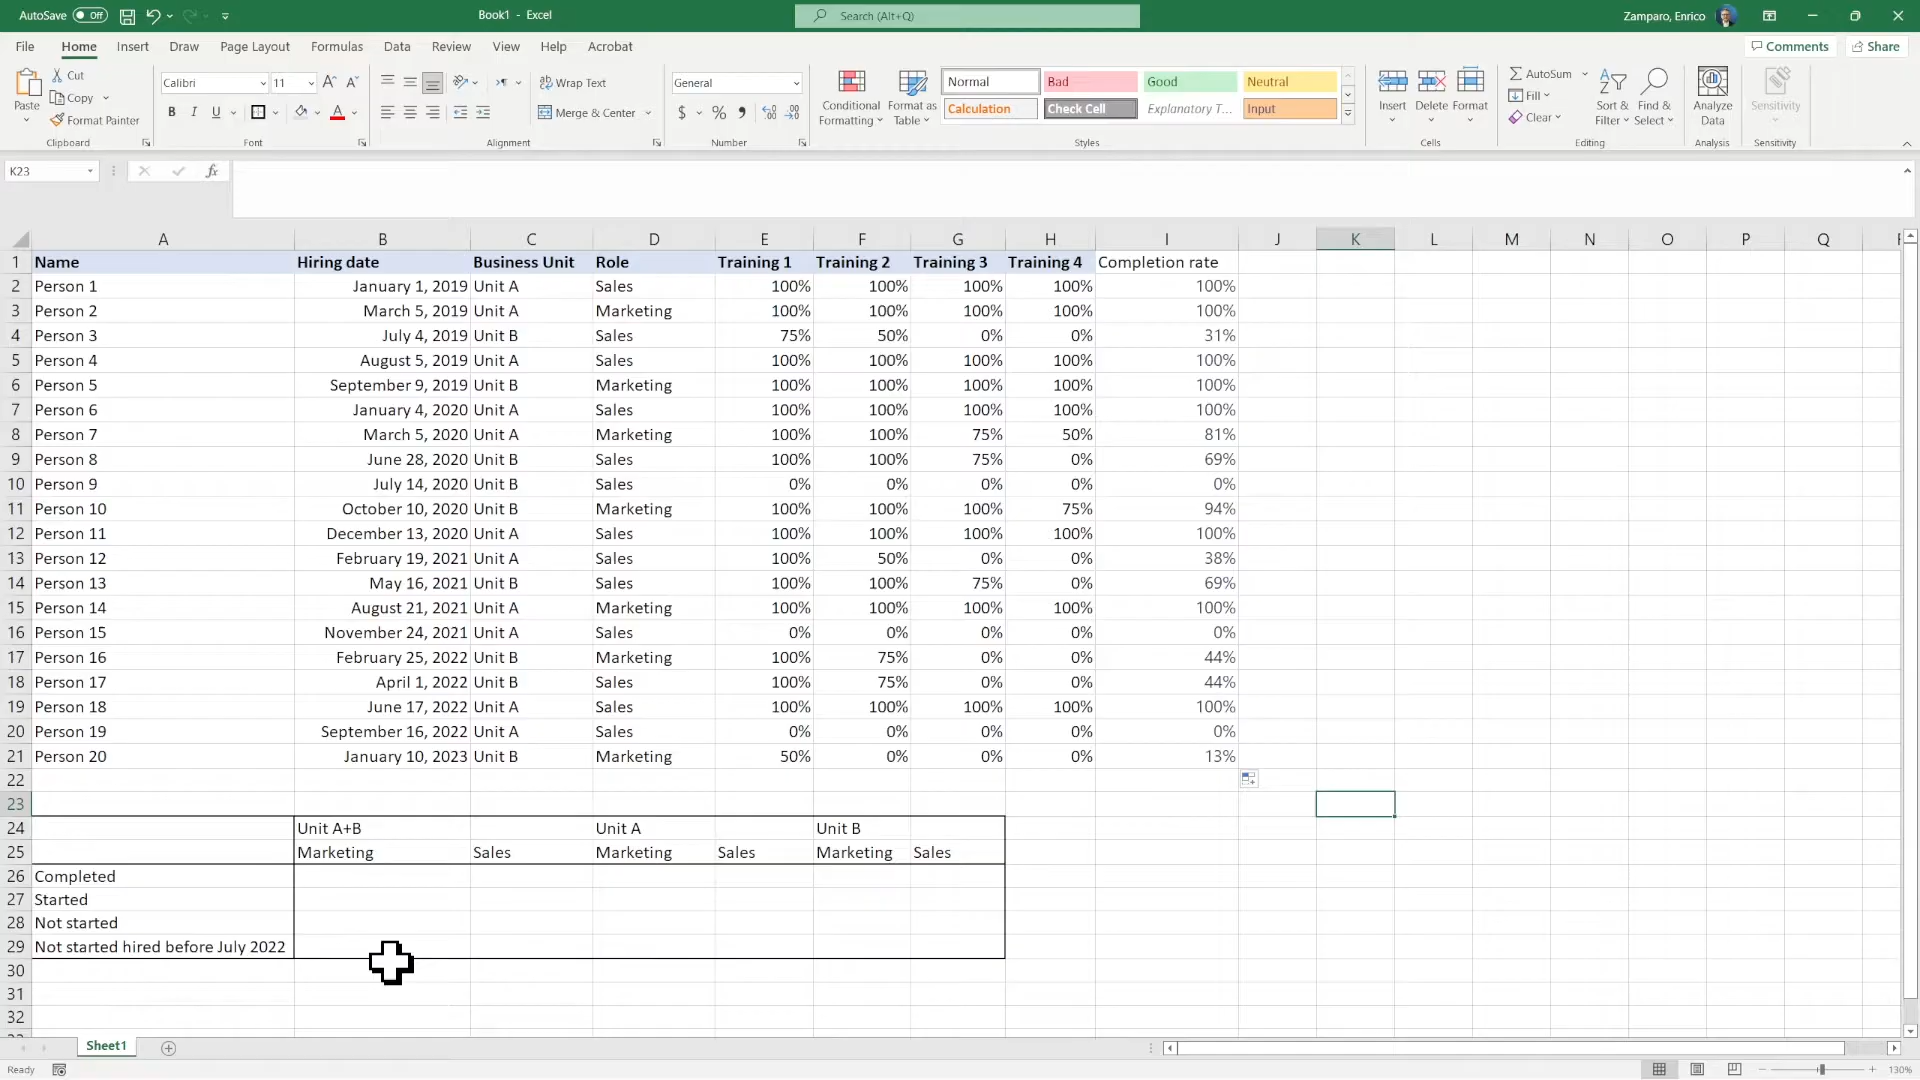 AutoSave Off Book1 - Excel Search (Alt+Q) Zamparo, Enrico
File Home Insert Draw Page Layout Formulas Data Review View Help Acrobat Comments Share
Paste Cut Copy Format Painter Clipboard
Calibri 11 B I U Font
Wrap Text Merge & Center Alignment
General $ % Number
Conditional Formatting Format as Table
Normal Bad Good Neutral
Calculation Check Cell Explanatory T... Input
Styles
Insert Delete Format Cells
AutoSum Fill Clear Sort & Filter Find & Select Editing
Analyze Data Analysis
Sensitivity Sensitivity
K23 fx
A B C D E F G H I J K L M N O P Q
1 Name Hiring date Business Unit Role Training 1 Training 2 Training 3 Training 4 Completion rate
2 Person 1 January 1, 2019 Unit A Sales 100% 100% 100% 100% 100%
3 Person 2 March 5, 2019 Unit A Marketing 100% 100% 100% 100% 100%
4 Person 3 July 4, 2019 Unit B Sales 75% 50% 0% 0% 31%
5 Person 4 August 5, 2019 Unit A Sales 100% 100% 100% 100% 100%
6 Person 5 September 9, 2019 Unit B Marketing 100% 100% 100% 100% 100%
7 Person 6 January 4, 2020 Unit A Sales 100% 100% 100% 100% 100%
8 Person 7 March 5, 2020 Unit A Marketing 100% 100% 75% 50% 81%
9 Person 8 June 28, 2020 Unit B Sales 100% 100% 75% 0% 69%
10 Person 9 July 14, 2020 Unit B Sales 0% 0% 0% 0% 0%
11 Person 10 October 10, 2020 Unit B Marketing 100% 100% 100% 75% 94%
12 Person 11 December 13, 2020 Unit A Sales 100% 100% 100% 100% 100%
13 Person 12 February 19, 2021 Unit A Sales 100% 50% 0% 0% 38%
14 Person 13 May 16, 2021 Unit B Sales 100% 100% 75% 0% 69%
15 Person 14 August 21, 2021 Unit A Marketing 100% 100% 100% 100% 100%
16 Person 15 November 24, 2021 Unit A Sales 0% 0% 0% 0% 0%
17 Person 16 February 25, 2022 Unit B Marketing 100% 75% 0% 0% 44%
18 Person 17 April 1, 2022 Unit B Sales 100% 75% 0% 0% 44%
19 Person 18 June 17, 2022 Unit A Sales 100% 100% 100% 100% 100%
20 Person 19 September 16, 2022 Unit A Sales 0% 0% 0% 0% 0%
21 Person 20 January 10, 2023 Unit B Marketing 50% 0% 0% 0% 13%
22
23
24 Unit A+B Unit A Unit B
25 Marketing Sales Marketing Sales Marketing Sales
26 Completed
27 Started
28 Not started
29 Not started hired before July 2022
30
31
32
Sheet1
Ready 130%